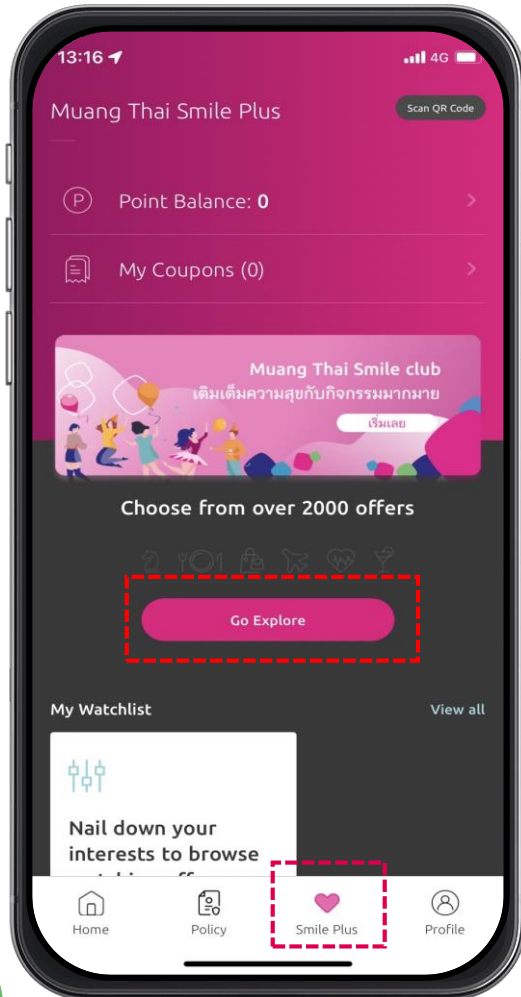 13:16
4G
Muang Thai Smile Plus
Scan QR Code
P
Point Balance: 0
My Coupons (0)
Muang Thai Smile club
เติมเต็มความสุขกับกิจกรรมมากมาย
เริ่มเลย
Choose from over 2000 offers
Go Explore
My Watchlist
View all
Nail down your
interests to browse
Home
Policy
Smile Plus
Profile